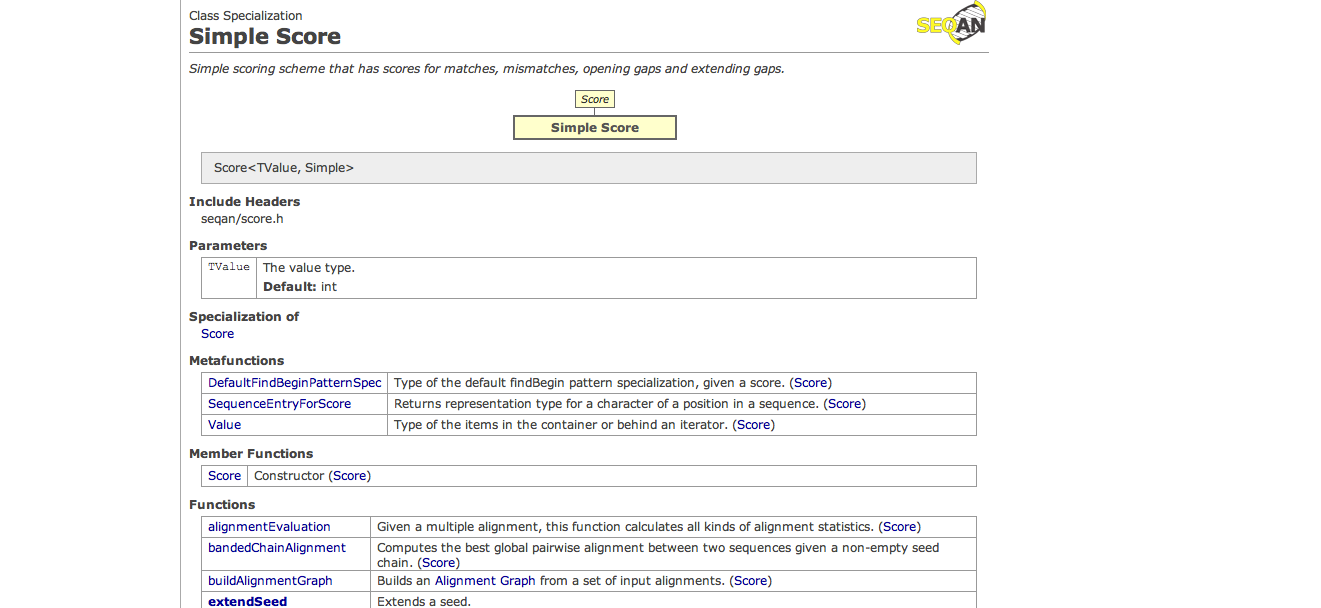 Class Specialization
Simple Score
SEQAN
Simple scoring scheme that has scores for matches, mismatches, opening gaps and extending gaps.
Score
Simple Score
Score<TValue, Simple>
Include Headers
seqan/score.h
Parameters
TValue The value type.
Default: int
Specialization of
Score
Metafunctions
DefaultFindBeginPatternSpec Type of the default findBegin pattern specialization, given a score. (Score)
SequenceEntryForScore Returns representation type for a character of a position in a sequence. (Score)
Value Type of the items in the container or behind an iterator. (Score)
Member Functions
Score Constructor (Score)
Functions
alignmentEvaluation Given a multiple alignment, this function calculates all kinds of alignment statistics. (Score)
bandedChainAlignment Computes the best global pairwise alignment between two sequences given a non-empty seed
chain. (Score)
buildAlignmentGraph Builds an Alignment Graph from a set of input alignments. (Score)
extendSeed Extends a seed.